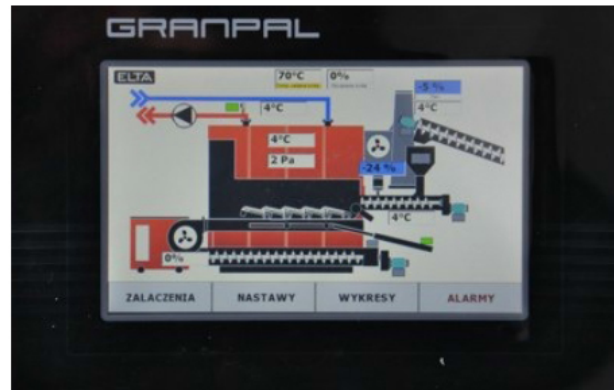 GRANPAL
ELTA
70°C 0%
4°C
-5 %
4°C
4°C
2 Pa
-24 %
4°C
0%
ZALACZENIA NASTAWY WYKRESY ALARMY